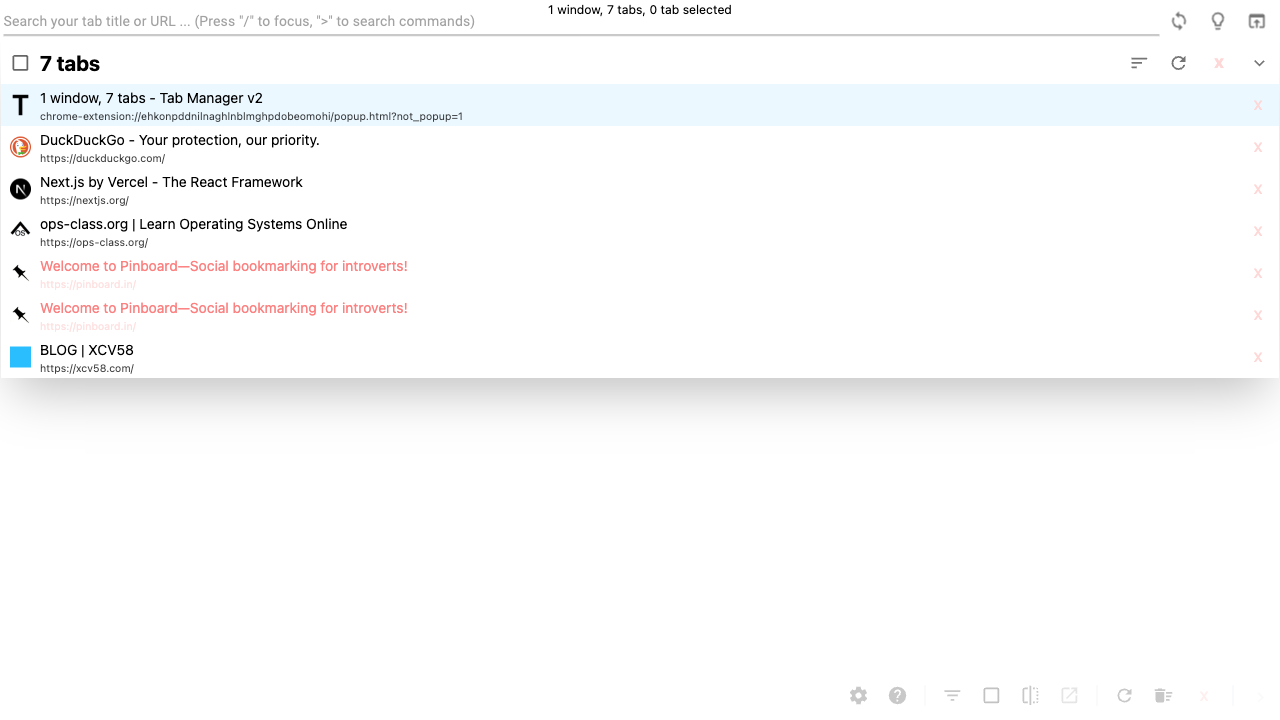 1 window, 7 tabs, 0 tab selected
Search your tab title or URL ... (Press "/" to focus, ">" to search commands)
7 tabs
X
T
1 window, 7 tabs - Tab Manager v2
chrome-extension://ehkonpddnilnaghlnblmghpdobeomohi/popup.html?not_popup=1
X
DuckDuckGo - Your protection, our priority.
https://duckduckgo.com/
X
N
Next.js by Vercel - The React Framework
https://nextjs.org/
X
OS
ops-class.org | Learn Operating Systems Online
https://ops-class.org/
X
Welcome to Pinboard—Social bookmarking for introverts!
https://pinboard.in/
X
Welcome to Pinboard—Social bookmarking for introverts!
https://pinboard.in/
X
BLOG | XCV58
https://xcv58.com/
X
X